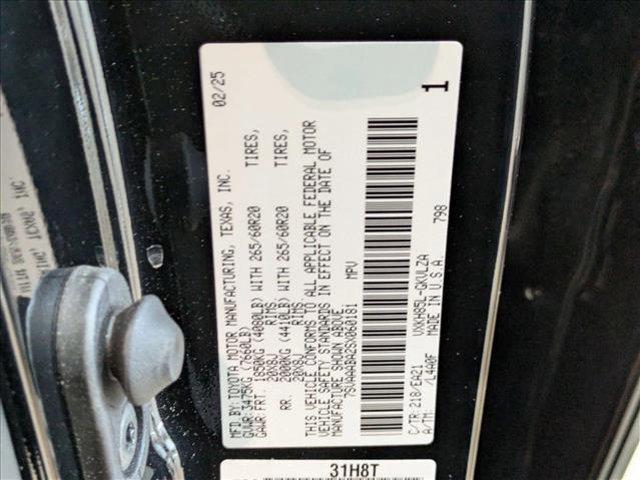 MFD.BY:TOYOTA MOTOR MANUFACTURING, TEXAS, INC. 02/25
GVWR: 3475KG (7660LB)
GAWR: FRT. 1850KG (4080LB) WITH 265/60R20 TIRES,
20X8J RIMS
RR. 2000KG (4410LB) WITH 265/60R20 TIRES,
20X8J RIMS
THIS VEHICLE CONFORMS TO ALL APPLICABLE FEDERAL MOTOR
VEHICLE SAFETY STANDARDS IN EFFECT ON THE DATE OF
MANUFACTURE SHOWN ABOVE.
MPV
C/TR: 218/EA21 VXKH85L-GKVLZA 798
A/TM: /L4A0F MADE IN U.S.A.
1
31H8T